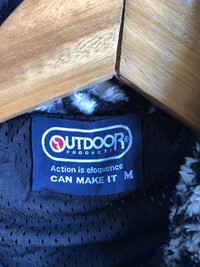 OUTDOOR®
PRODUCTS
Action is eloquence
CAN MAKE IT M